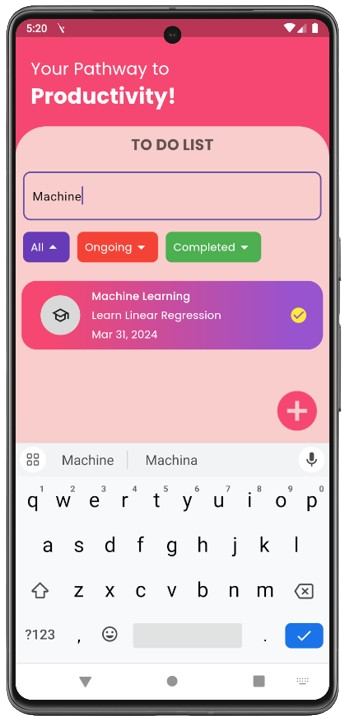 5:20
Your Pathway to
Productivity!
TO DO LIST
Machine
All Ongoing Completed
Machine Learning
Learn Linear Regression
Mar 31, 2024
Machine Machina
1 2 3 4 5 6 7 8 9 0
q w e r t y u i o p
a s d f g h j k l
z x c v b n m
?123 , .